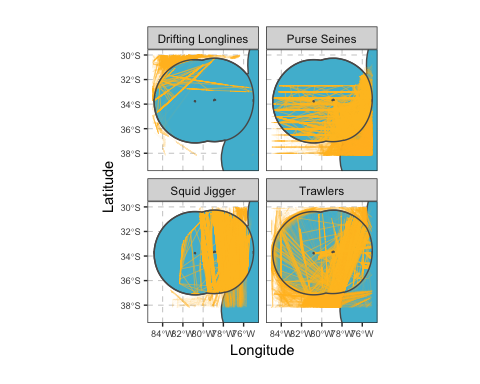 Drifting Longlines Purse Seines
30°S
32°S
34°S
36°S
38°S
Squid Jigger Trawlers
30°S
32°S
34°S
36°S
38°S
84°W 82°W 80°W 78°W 76°W 84°W 82°W 80°W 78°W 76°W
Longitude
Latitude